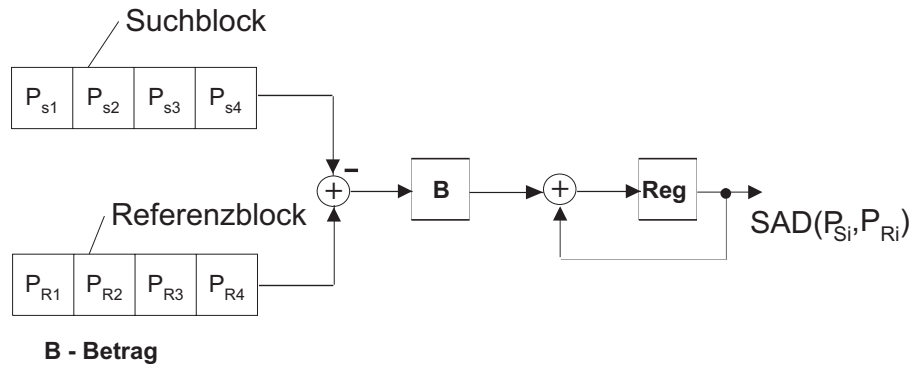 Suchblock
P_s1 P_s2 P_s3 P_s4
–
+ B + Reg
SAD(P_Si,P_Ri)
Referenzblock
P_R1 P_R2 P_R3 P_R4
B - Betrag